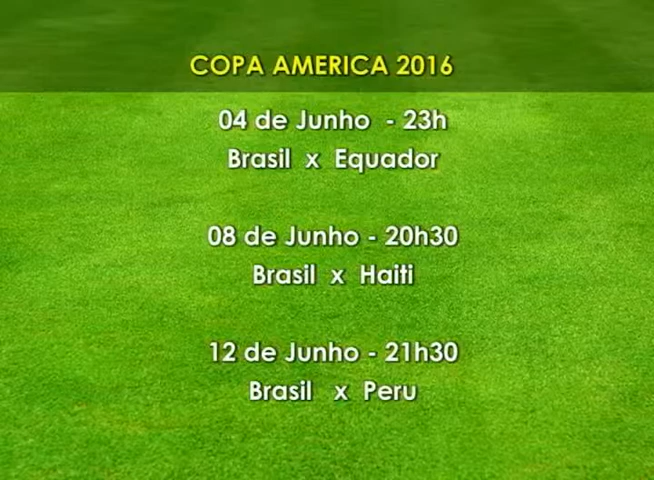 COPA AMERICA 2016
04 de Junho - 23h
Brasil x Equador
08 de Junho - 20h30
Brasil x Haiti
12 de Junho - 21h30
Brasil x Peru